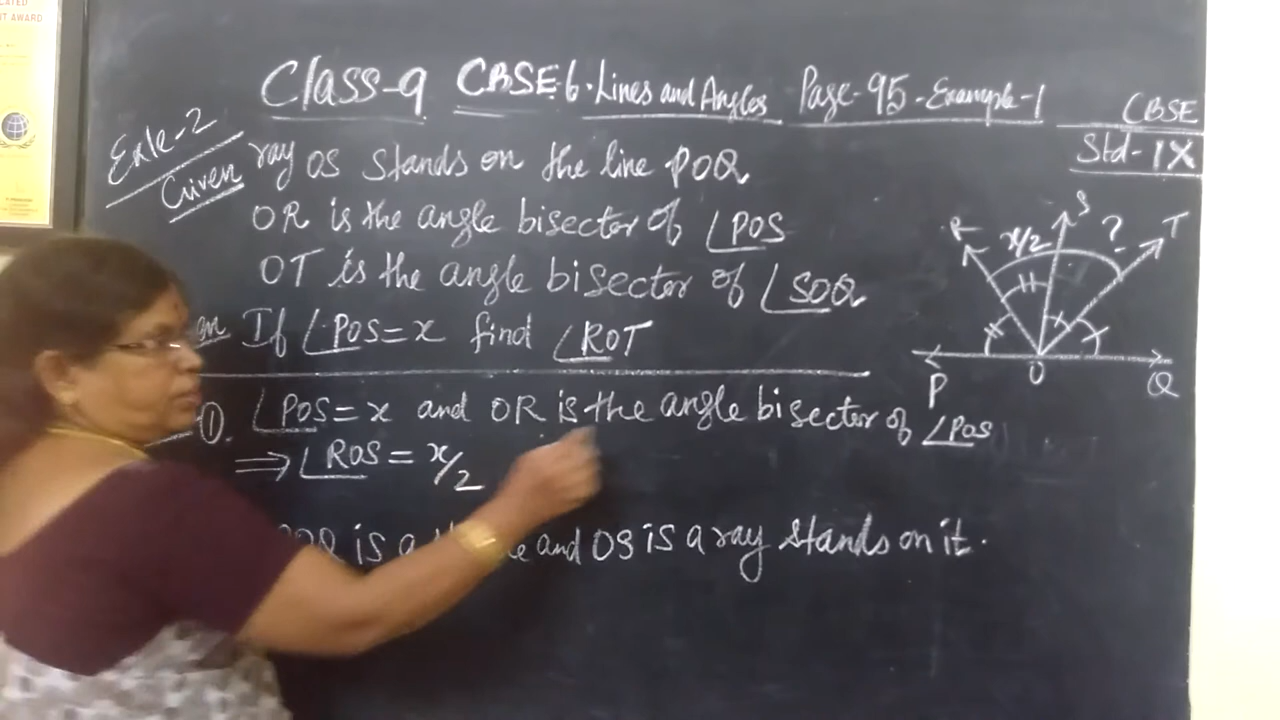 CATED
IT AWARD
Class-9 CBSE-6.Lines and Angles Page-95-Example-1
CBSE
Std-IX
Exle-2
Given ray OS stands on the line POQ
OR is the angle bisector of ∠POS
OT is the angle bisector of ∠SOQ
If ∠POS=x find ∠ROT
①. ∠POS=x and OR is the angle bisector of ∠POS
⇒∠ROS=x/2
is a and OS is a ray stands on it.
R x/2 S ? T
P O Q